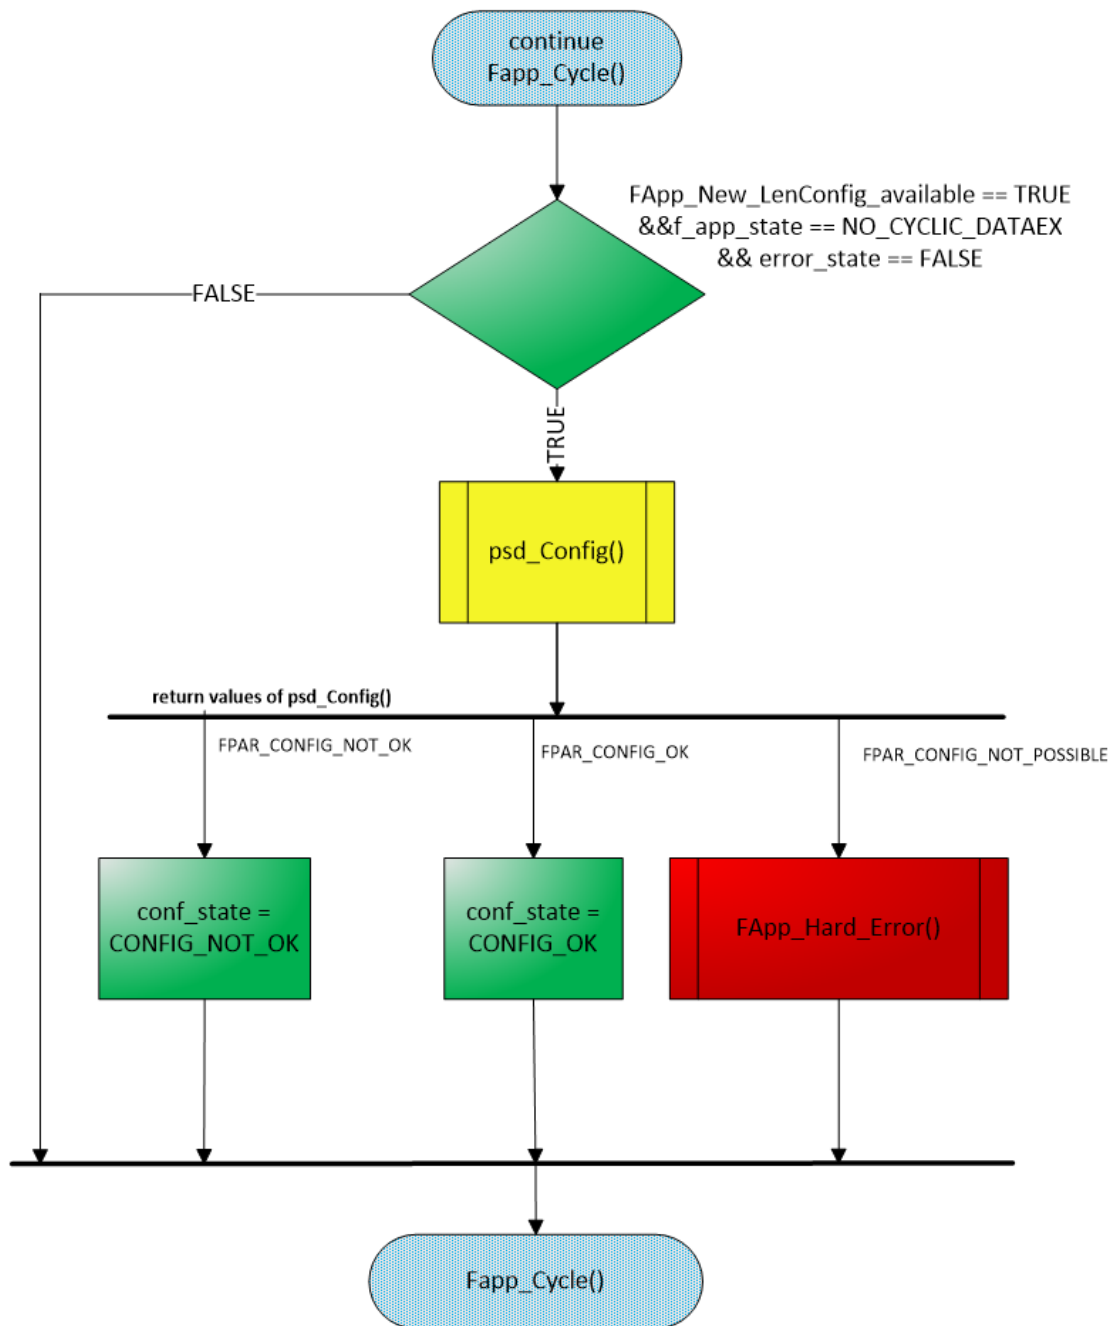 continue
Fapp_Cycle()
FApp_New_LenConfig_available == TRUE
&&f_app_state == NO_CYCLIC_DATAEX
&& error_state == FALSE
FALSE
TRUE
psd_Config()
return values of psd_Config()
FPAR_CONFIG_NOT_OK
FPAR_CONFIG_OK
FPAR_CONFIG_NOT_POSSIBLE
conf_state =
CONFIG_NOT_OK
conf_state =
CONFIG_OK
FApp_Hard_Error()
Fapp_Cycle()